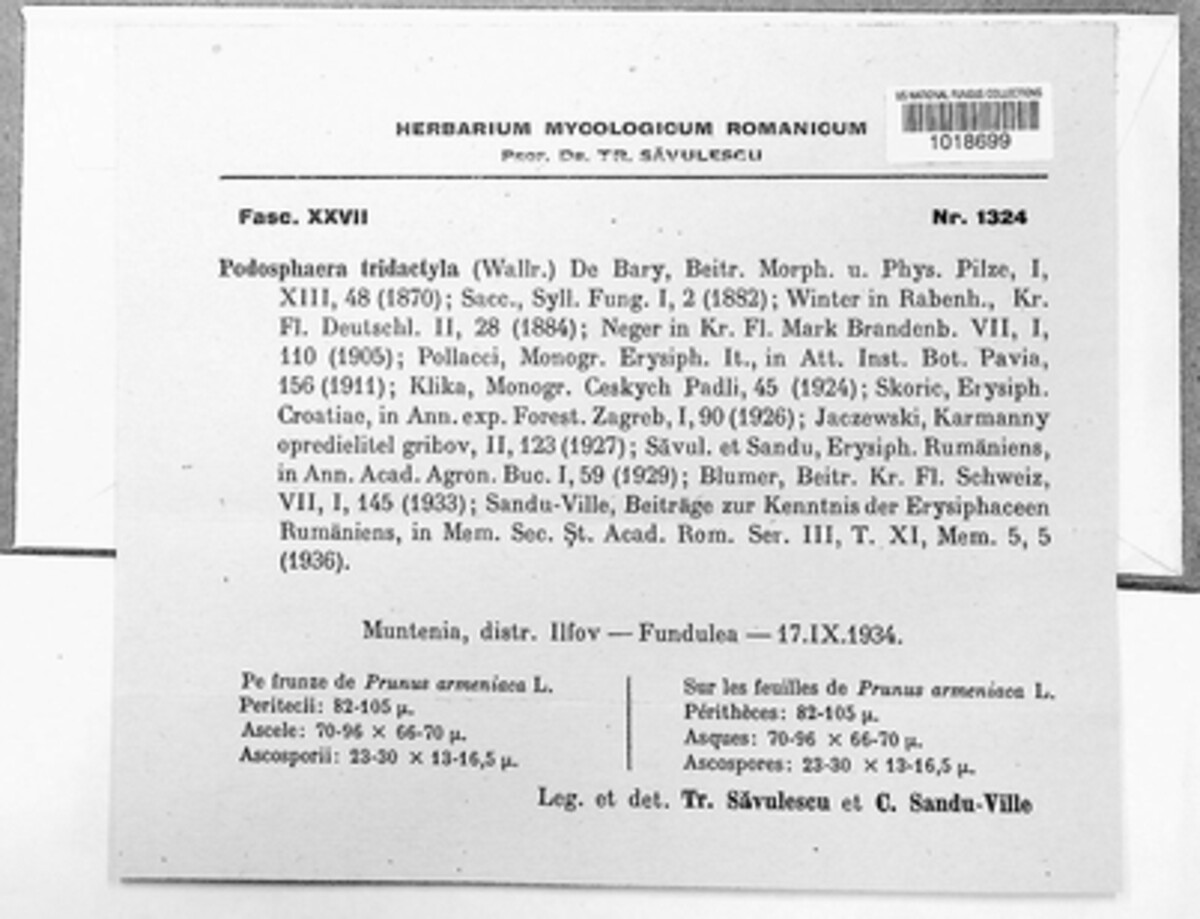 US NATIONAL FUNGUS COLLECTIONS
1018699
HERBARIUM MYCOLOGICUM ROMANICUM
Prof. Dr. TR. SĂVULESCU
Fasc. XXVII
Nr. 1324
Podosphaera tridactyla (Wallr.) De Bary, Beitr. Morph. u. Phys. Pilze, I,
XIII, 48 (1870); Sacc., Syll. Fung. I, 2 (1882); Winter in Rabenh., Kr.
Fl. Deutschl. II, 28 (1884); Neger in Kr. Fl. Mark Brandenb. VII, I,
110 (1905); Pollacci, Monogr. Erysiph. It., in Att. Inst. Bot. Pavia,
156 (1911); Klika, Monogr. Ceskych Padli, 45 (1924); Skoric, Erysiph.
Croatiae, in Ann. exp. Forest. Zagreb, I, 90 (1926); Jaczewski, Karmanny
opredielitel gribov, II, 123 (1927); Săvul. et Sandu, Erysiph. Rumäniens,
in Ann. Acad. Agron. Buc. I, 59 (1929); Blumer, Beitr. Kr. Fl. Schweiz,
VII, I, 145 (1933); Sandu-Ville, Beiträge zur Kenntnis der Erysiphaceen
Rumäniens, in Mem. Sec. Şt. Acad. Rom. Ser. III, T. XI, Mem. 5, 5
(1936).
Muntenia, distr. Ilfov — Fundulea — 17.IX.1934.
Pe frunze de Prunus armeniaca L.
Peritecii: 82-105 µ.
Ascele: 70-96 × 66-70 µ.
Ascosporii: 23-30 × 13-16,5 µ.
Sur les feuilles de Prunus armeniaca L.
Périthèces: 82-105 µ.
Asques: 70-96 × 66-70 µ.
Ascospores: 23-30 × 13-16,5 µ.
Leg. et det. Tr. Săvulescu et C. Sandu-Ville